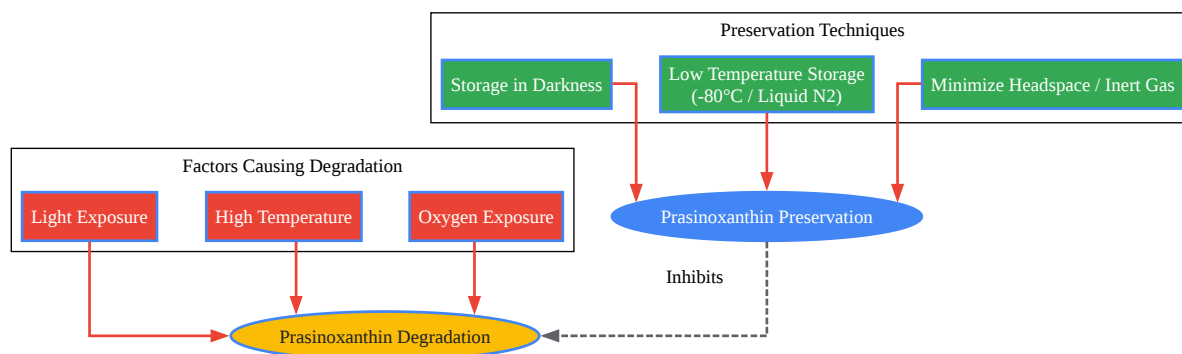 Preservation Techniques
Storage in Darkness
Low Temperature Storage
(-80°C / Liquid N2)
Minimize Headspace / Inert Gas
Factors Causing Degradation
Light Exposure
High Temperature
Oxygen Exposure
Prasinoxanthin Preservation
Inhibits
Prasinoxanthin Degradation